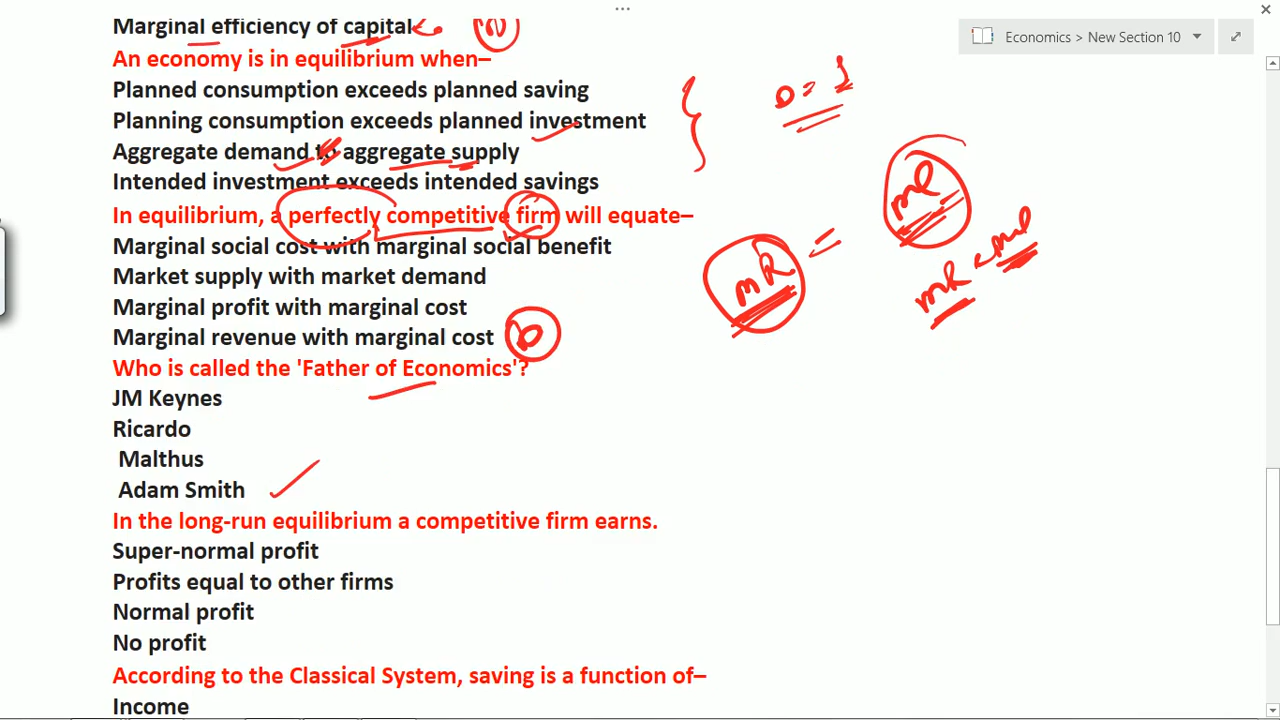 Marginal efficiency of capital
Economics > New Section 10
An economy is in equilibrium when–
Planned consumption exceeds planned saving
Planning consumption exceeds planned investment
Aggregate demand to aggregate supply
Intended investment exceeds intended savings
In equilibrium, a perfectly competitive firm will equate–
Marginal social cost with marginal social benefit
Market supply with market demand
Marginal profit with marginal cost
Marginal revenue with marginal cost
MR =
Who is called the 'Father of Economics'?
JM Keynes
Ricardo
Malthus
Adam Smith
In the long-run equilibrium a competitive firm earns.
Super-normal profit
Profits equal to other firms
Normal profit
No profit
According to the Classical System, saving is a function of–
Income